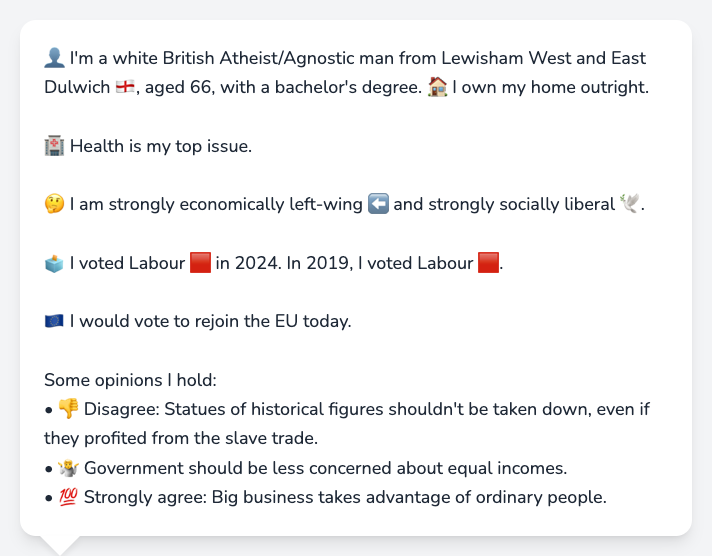 👤 I'm a white British Atheist/Agnostic man from Lewisham West and East
Dulwich 🏴󠁧󠁢󠁥󠁮󠁧󠁿, aged 66, with a bachelor's degree. 🏠 I own my home outright.
🏥 Health is my top issue.
🤔 I am strongly economically left-wing ⬅️ and strongly socially liberal 🕊️.
🗳️ I voted Labour 🟥 in 2024. In 2019, I voted Labour 🟥.
🇪🇺 I would vote to rejoin the EU today.
Some opinions I hold:
• 👎 Disagree: Statues of historical figures shouldn't be taken down, even if
they profited from the slave trade.
• 🤷 Government should be less concerned about equal incomes.
• 💯 Strongly agree: Big business takes advantage of ordinary people.